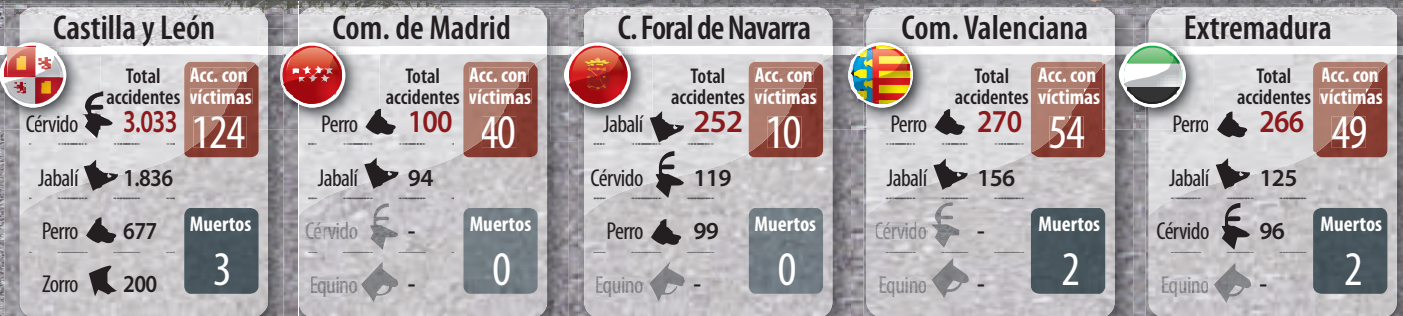 Castilla y León
Total accidentes
Acc. con víctimas
Cérvido 3.033
124
Jabalí 1.836
Perro 677
Muertos
3
Zorro 200
Com. de Madrid
Total accidentes
Acc. con víctimas
Perro 100
40
Jabalí 94
Cérvido -
Muertos
0
Equino -
C. Foral de Navarra
Total accidentes
Acc. con víctimas
Jabalí 252
10
Cérvido 119
Perro 99
Muertos
0
Equino -
Com. Valenciana
Total accidentes
Acc. con víctimas
Perro 270
54
Jabalí 156
Cérvido -
Muertos
2
Equino -
Extremadura
Total accidentes
Acc. con víctimas
Perro 266
49
Jabalí 125
Cérvido 96
Muertos
2
Equino -